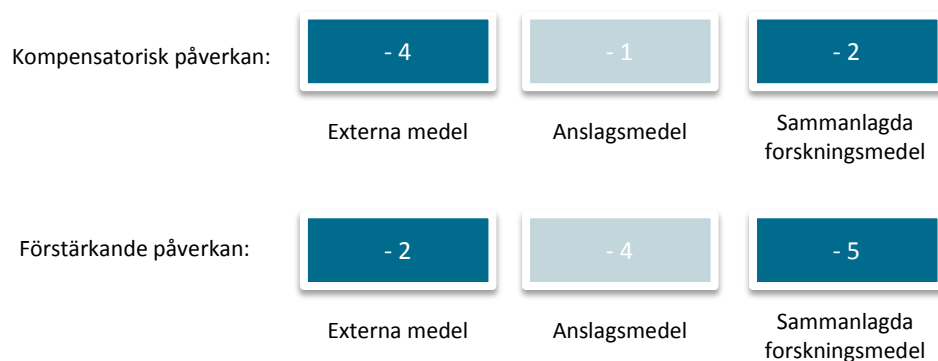 Kompensatorisk påverkan:
- 4
- 1
- 2
Externa medel
Anslagsmedel
Sammanlagda
forskningsmedel
Förstärkande påverkan:
- 2
- 4
- 5
Externa medel
Anslagsmedel
Sammanlagda
forskningsmedel